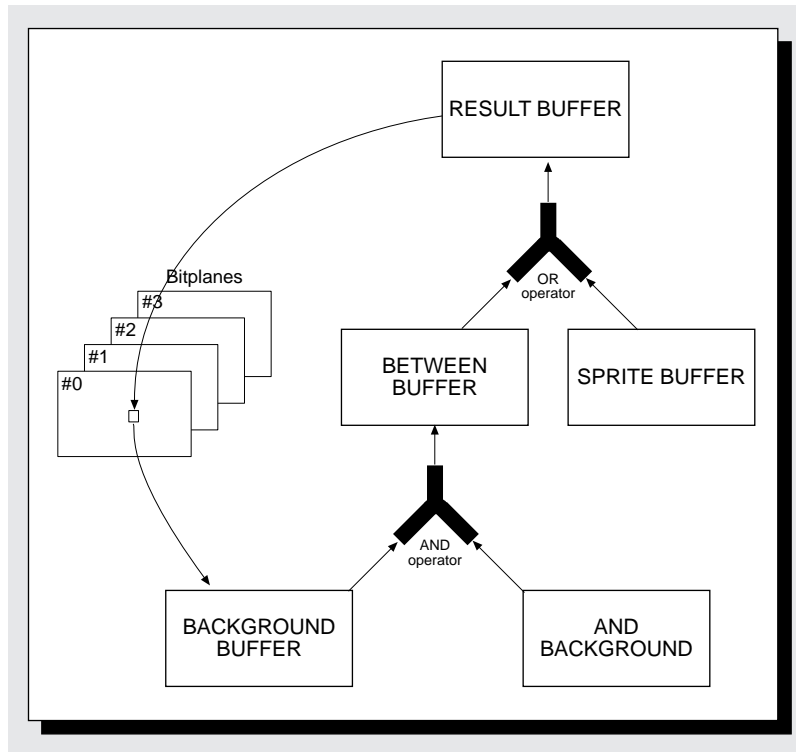 RESULT BUFFER
OR
operator
Bitplanes
#3
#2
#1
#0
BETWEEN
BUFFER
SPRITE BUFFER
AND
operator
BACKGROUND
BUFFER
AND
BACKGROUND